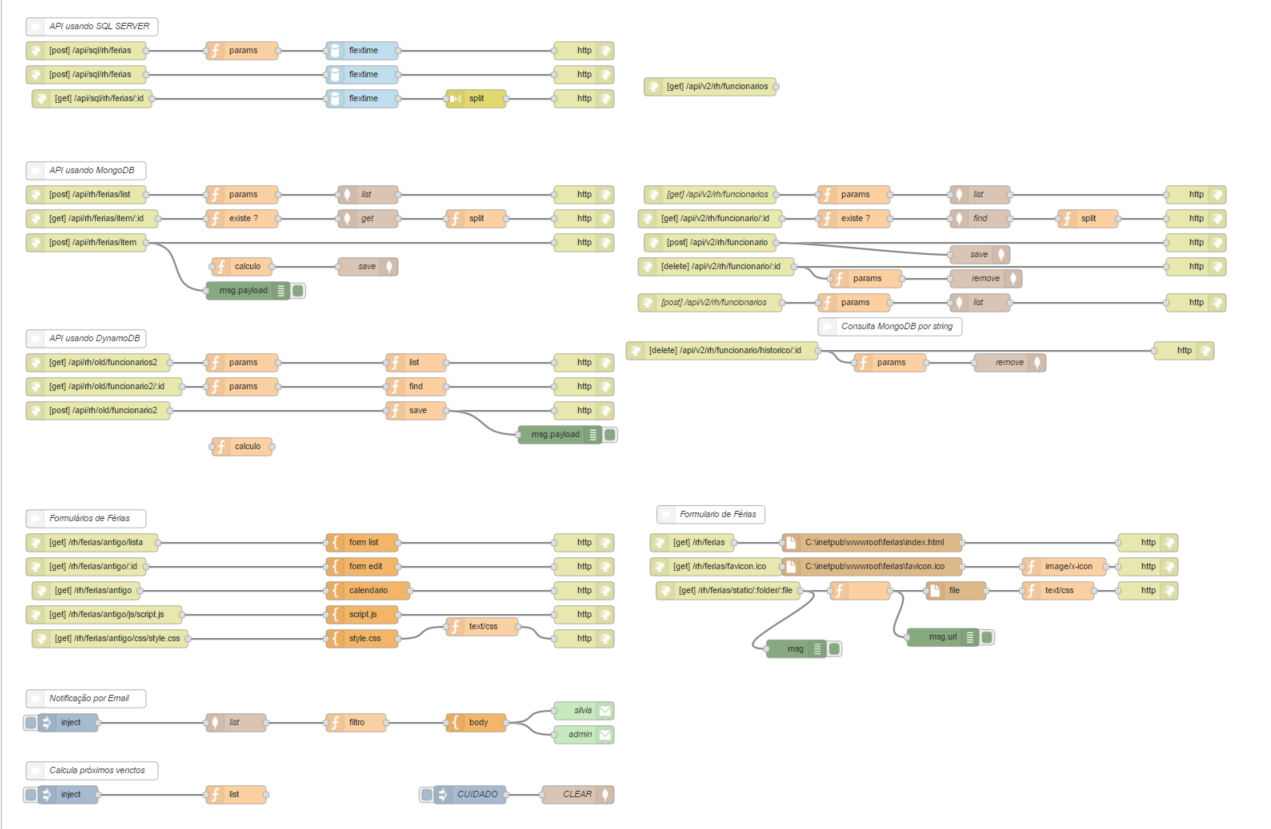 API usando SQL SERVER
[post] /api/sql/rh/ferias params flextime http
[post] /api/sql/rh/ferias flextime http
[get] /api/sql/rh/ferias/:id flextime split http
[get] /api/v2/rh/funcionarios
API usando MongoDB
[post] /api/rh/ferias/list params list http
[get] /api/rh/ferias/item/:id existe ? get split http
[post] /api/rh/ferias/item http
calculo save
msg.payload
[get] /api/v2/rh/funcionarios params list http
[get] /api/v2/rh/funcionario/:id existe ? find split http
[post] /api/v2/rh/funcionario http
save
[delete] /api/v2/rh/funcionario/:id http
params remove
[post] /api/v2/rh/funcionarios params list http
Consulta MongoDB por string
[delete] /api/v2/rh/funcionario/historico/:id http
params remove
API usando DynamoDB
[get] /api/rh/old/funcionarios2 params list http
[get] /api/rh/old/funcionario2/:id params find http
[post] /api/rh/old/funcionario2 save http
msg.payload
calculo
Formulários de Férias
[get] /rh/ferias/antigo/lista form list http
[get] /rh/ferias/antigo/:id form edit http
[get] /rh/ferias/antigo calendario http
[get] /rh/ferias/antigo/js/script.js script.js http
text/css
[get] /rh/ferias/antigo/css/style.css style.css http
Formulario de Férias
[get] /rh/ferias C:\inetpub\wwwroot\ferias\index.html http
[get] /rh/ferias/favicon.ico C:\inetpub\wwwroot\ferias\favicon.ico image/x-icon http
[get] /rh/ferias/static/:folder/:file file text/css http
msg.url
msg
Notificação por Email
inject list filtro body silvia
admin
Calcula próximos venctos
inject list CUIDADO CLEAR